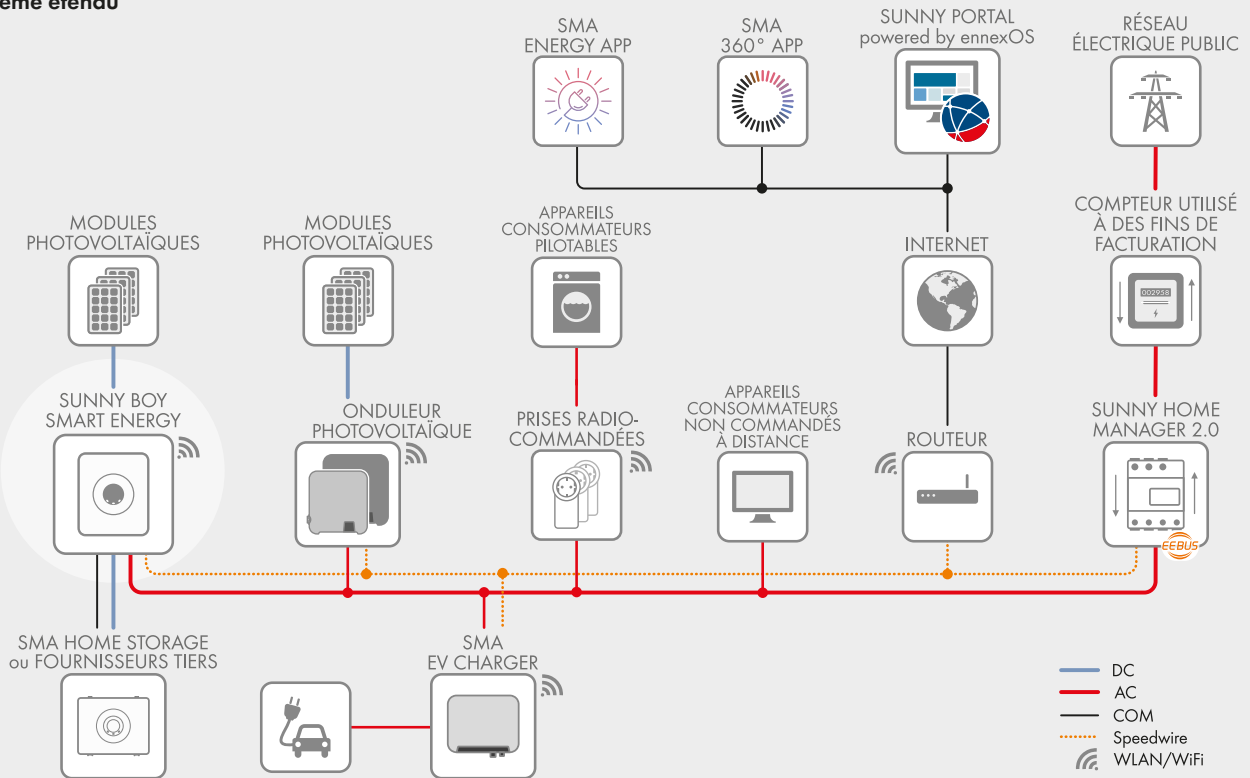 ème étendu
SMA
ENERGY APP
SMA
360° APP
SUNNY PORTAL
powered by ennexOS
RÉSEAU
ÉLECTRIQUE PUBLIC
MODULES
PHOTOVOLTAÏQUES
MODULES
PHOTOVOLTAÏQUES
APPAREILS
CONSOMMATEURS
PILOTABLES
INTERNET
COMPTEUR UTILISÉ
À DES FINS DE
FACTURATION
002958
SUNNY BOY
SMART ENERGY
ONDULEUR
PHOTOVOLTAÏQUE
PRISES RADIO-
COMMANDÉES
APPAREILS
CONSOMMATEURS
NON COMMANDÉS
À DISTANCE
ROUTEUR
SUNNY HOME
MANAGER 2.0
EEBUS
SMA HOME STORAGE
ou FOURNISSEURS TIERS
SMA
EV CHARGER
DC
AC
COM
Speedwire
WLAN/WiFi